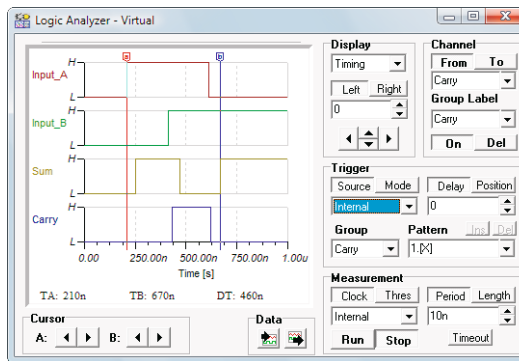 Logic Analyzer - Virtual
a
b
H
Input_A
L
H
Input_B
L
H
Sum
L
H
Carry
L
0.00 250.00n 500.00n 750.00n 1.00u
Time [s]
TA: 210n TB: 670n DT: 460n
Cursor
A: B:
Data
Display
Timing
Left Right
0
Channel
From To
Carry
Group Label
Carry
On Del
Trigger
Source Mode Delay Position
Internal 0
Group Pattern Ins Del
Carry 1.[X]
Measurement
Clock Thres Period Length
Internal 10n
Run Stop Timeout